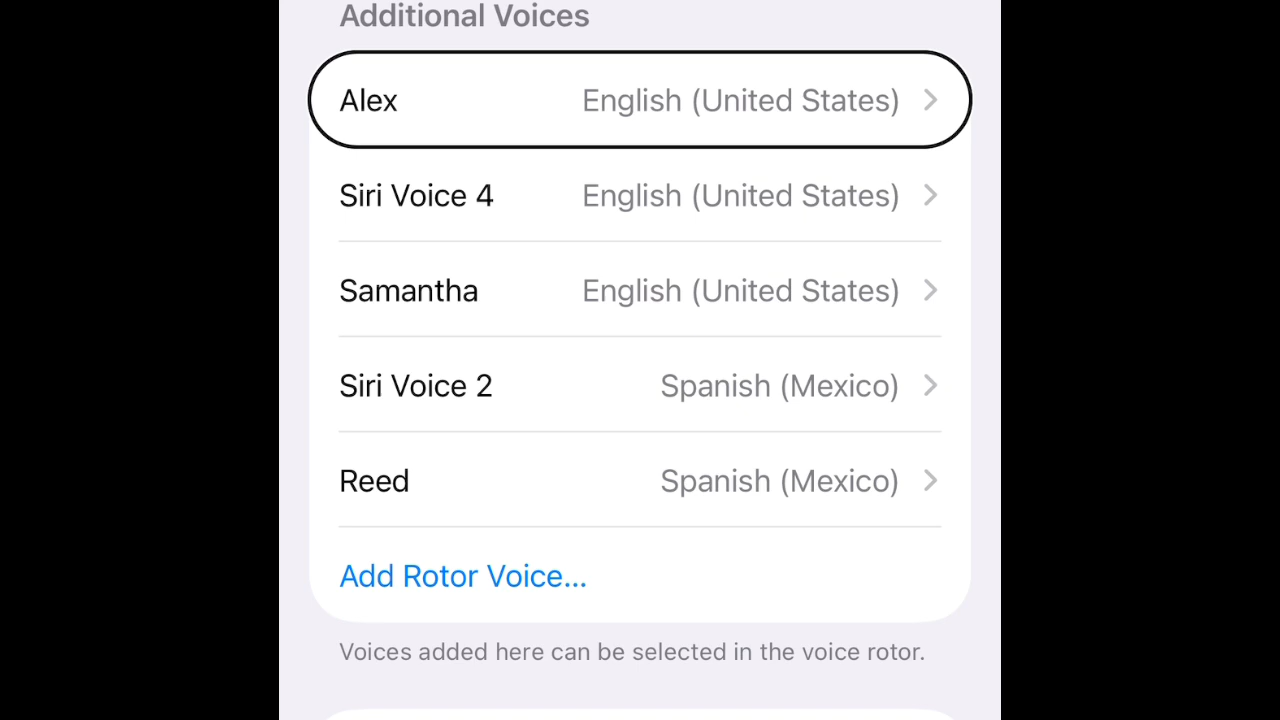 Additional Voices
Alex English (United States)
Siri Voice 4 English (United States)
Samantha English (United States)
Siri Voice 2 Spanish (Mexico)
Reed Spanish (Mexico)
Add Rotor Voice...
Voices added here can be selected in the voice rotor.